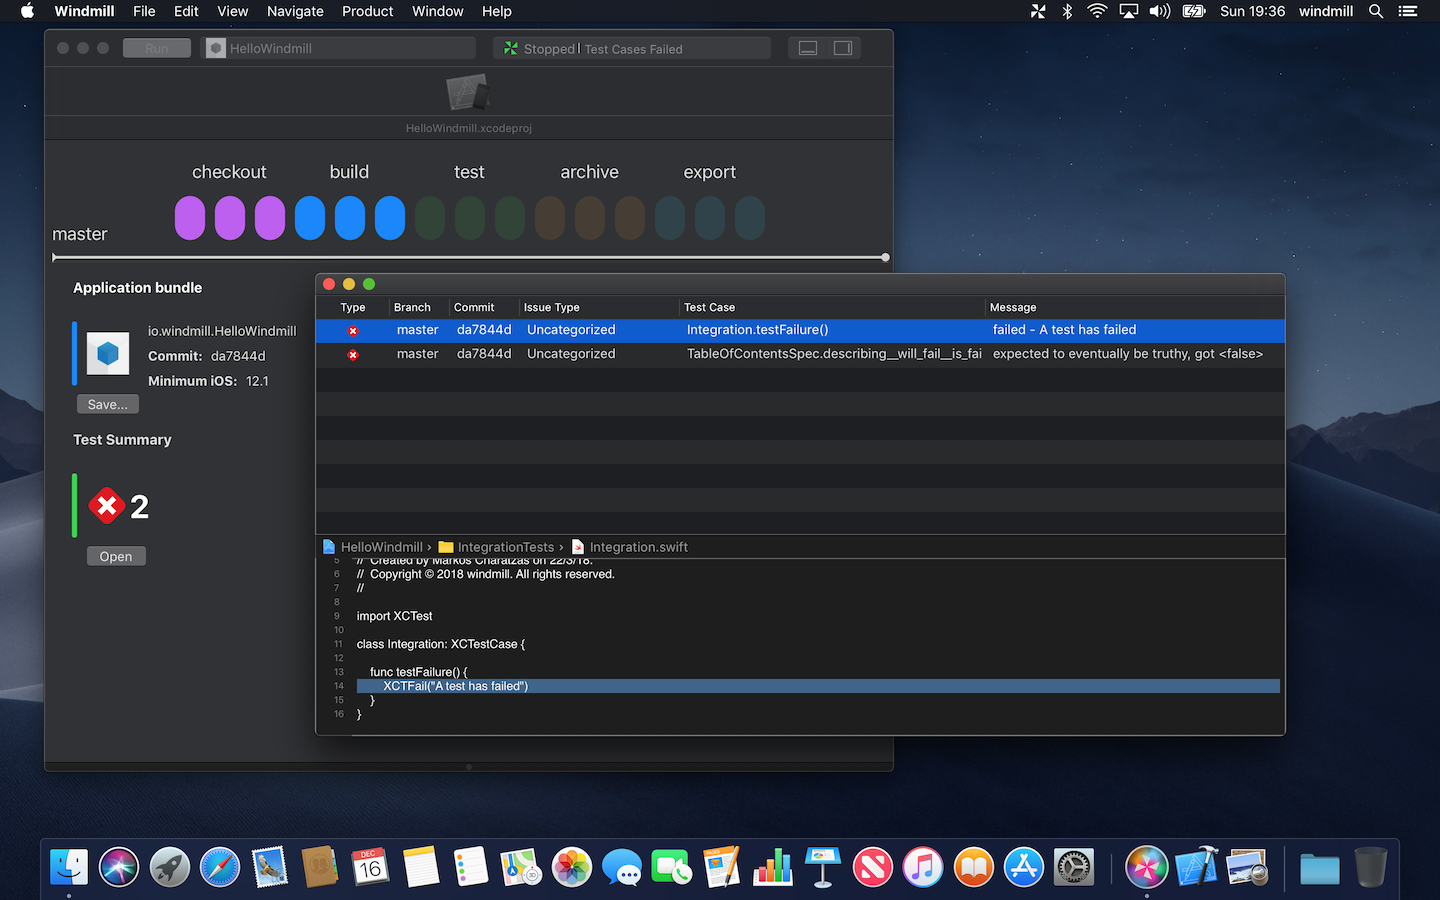 Windmill File Edit View Navigate Product Window Help Sun 19:36 windmill
Run HelloWindmill Stopped | Test Cases Failed
HelloWindmill.xcodeproj
checkout build test archive export
master
Application bundle
io.windmill.HelloWindmill
Commit: da7844d
Minimum iOS: 12.1
Save...
Test Summary
2
Open
Type Branch Commit Issue Type Test Case Message
master da7844d Uncategorized Integration.testFailure() failed - A test has failed
master da7844d Uncategorized TableOfContentsSpec.describing__will_fail__is_fai expected to eventually be truthy, got <false>
HelloWindmill › IntegrationTests › Integration.swift
5 // Created by Markos Charatzas on 22/3/18.
6 // Copyright © 2018 windmill. All rights reserved.
7 //
8
9 import XCTest
10
11 class Integration: XCTestCase {
12
13 func testFailure() {
14 XCTFail("A test has failed")
15 }
16 }
DEC
16
3D